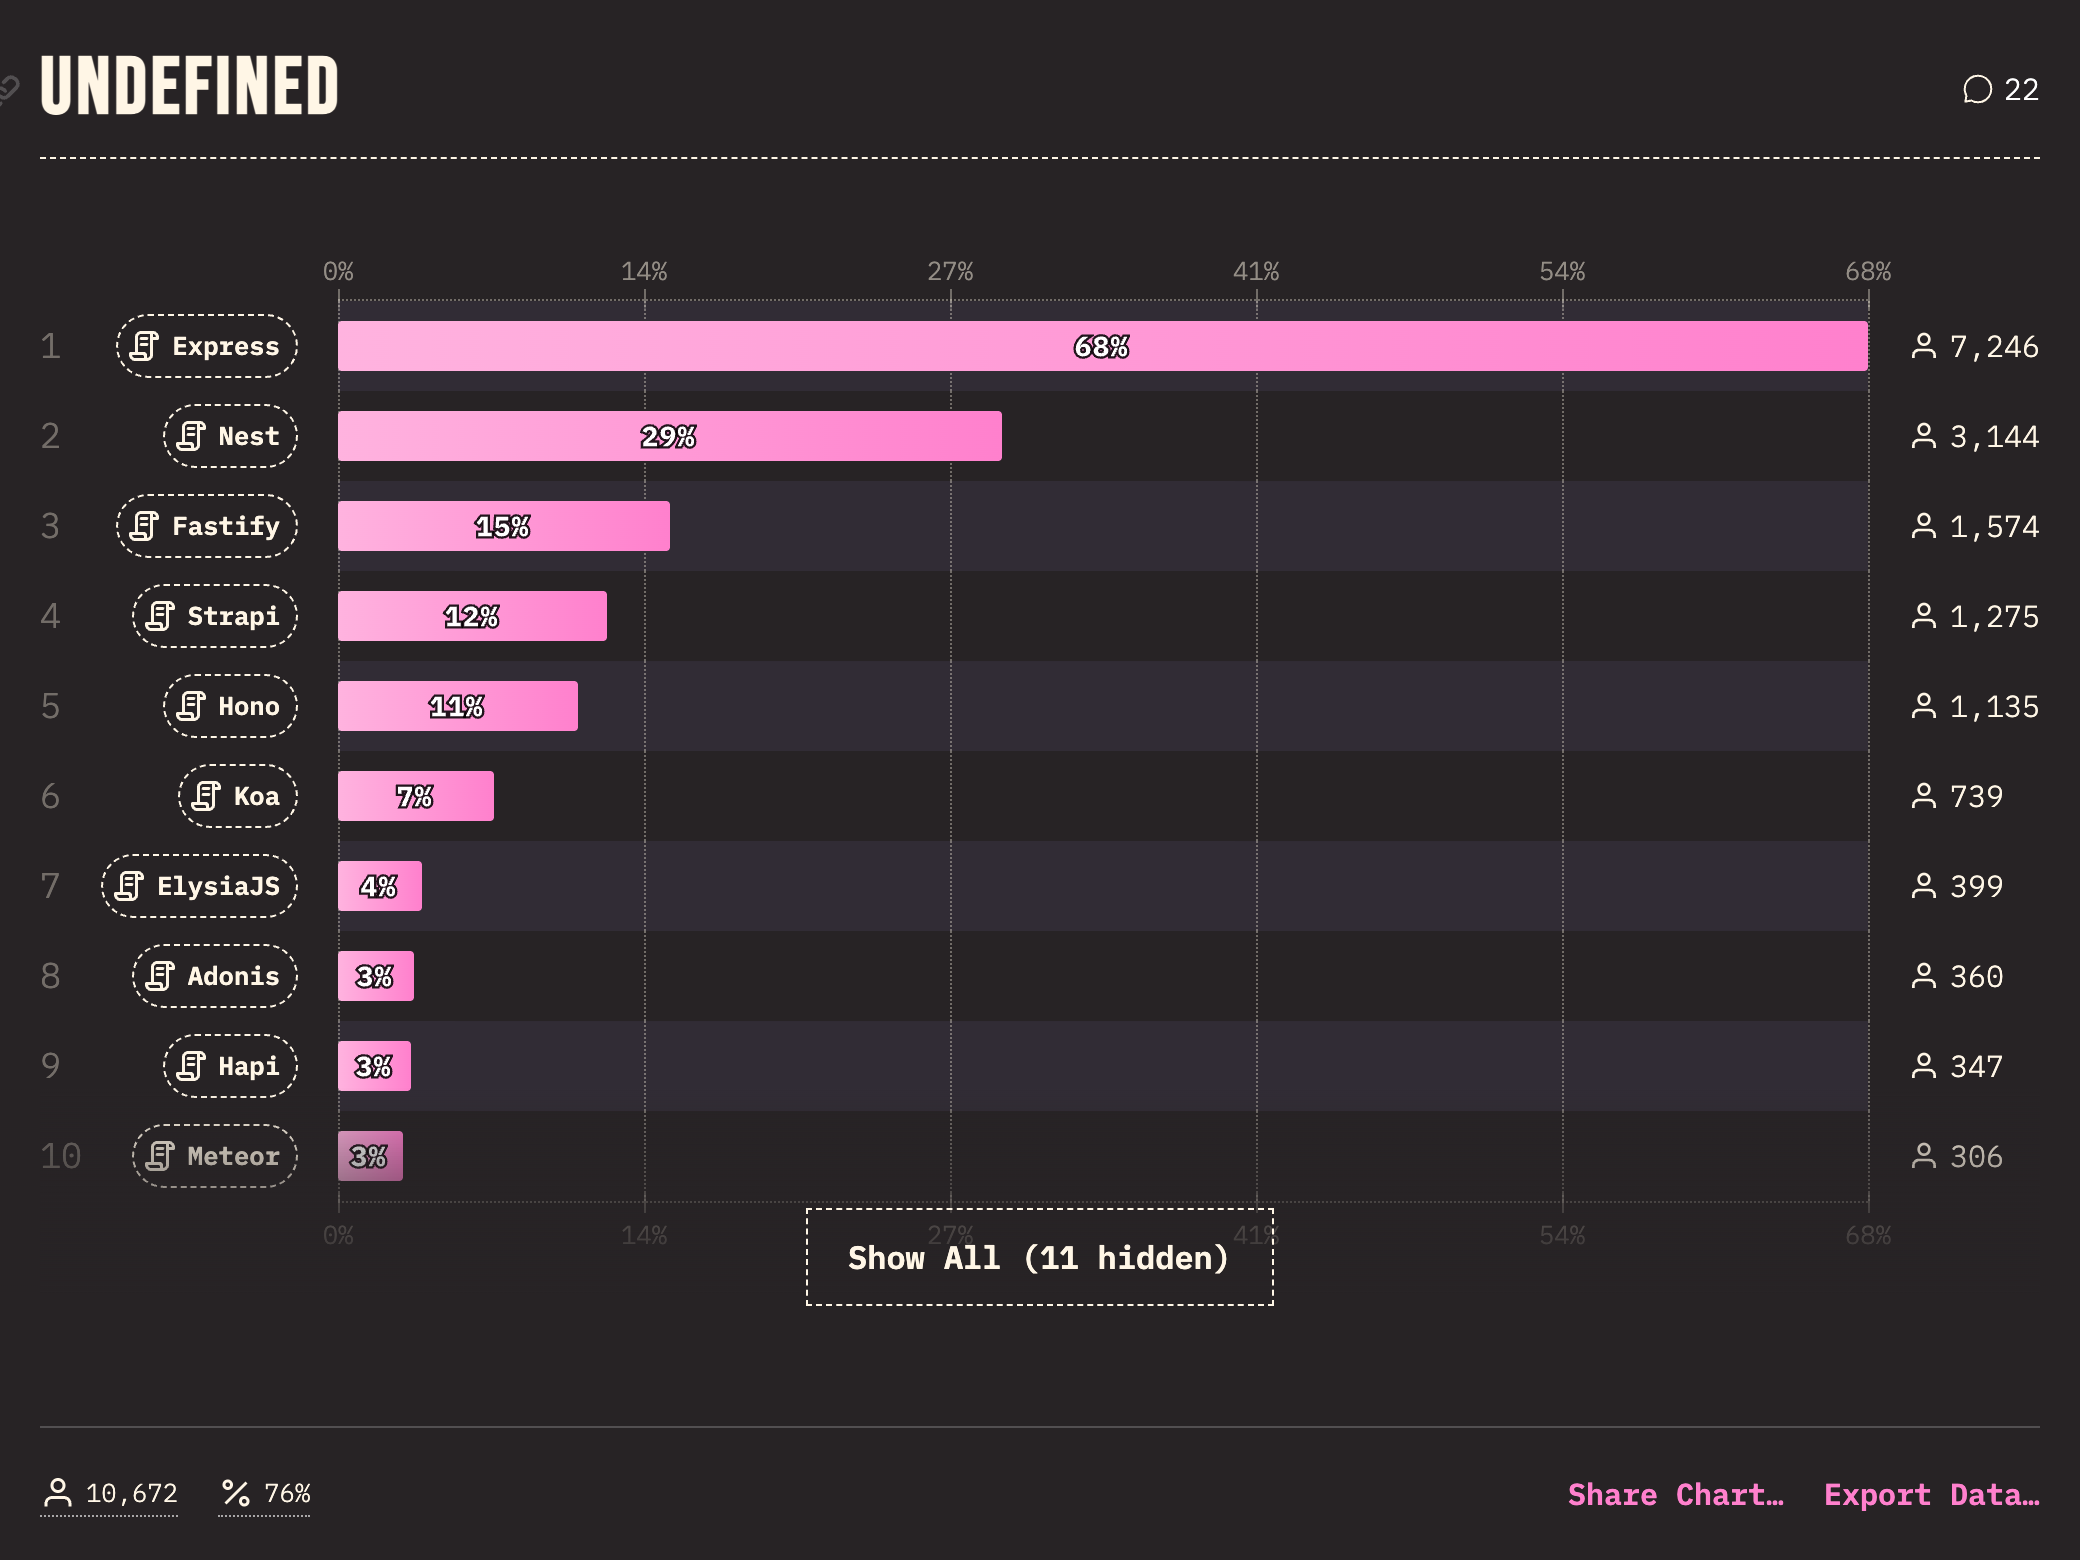 UNDEFINED
22
0% 14% 27% 41% 54% 68%
1 Express 68% 7,246
2 Nest 29% 3,144
3 Fastify 15% 1,574
4 Strapi 12% 1,275
5 Hono 11% 1,135
6 Koa 7% 739
7 ElysiaJS 4% 399
8 Adonis 3% 360
9 Hapi 3% 347
10 Meteor 3% 306
0% 14% 27% 41% 54% 68%
Show All (11 hidden)
10,672 % 76% Share Chart… Export Data…